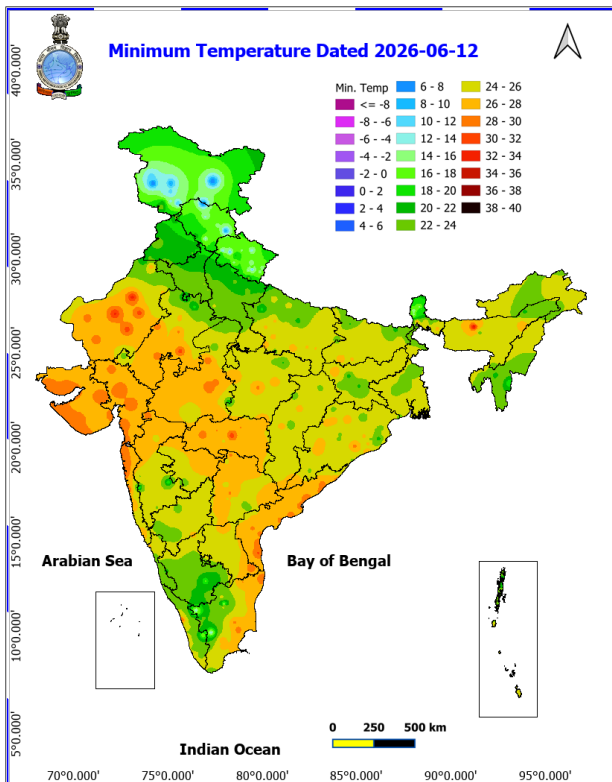 Minimum Temperature Dated 2026-06-12
Min. Temp
<= -8
-8 - -6
-6 - -4
-4 - -2
-2 - 0
0 - 2
2 - 4
4 - 6
6 - 8
8 - 10
10 - 12
12 - 14
14 - 16
16 - 18
18 - 20
20 - 22
22 - 24
24 - 26
26 - 28
28 - 30
30 - 32
32 - 34
34 - 36
36 - 38
38 - 40
40°0.000'
35°0.000'
30°0.000'
25°0.000'
20°0.000'
15°0.000'
10°0.000'
5°0.000'
Arabian Sea
Bay of Bengal
Indian Ocean
0 250 500 km
70°0.000' 75°0.000' 80°0.000' 85°0.000' 90°0.000' 95°0.000'